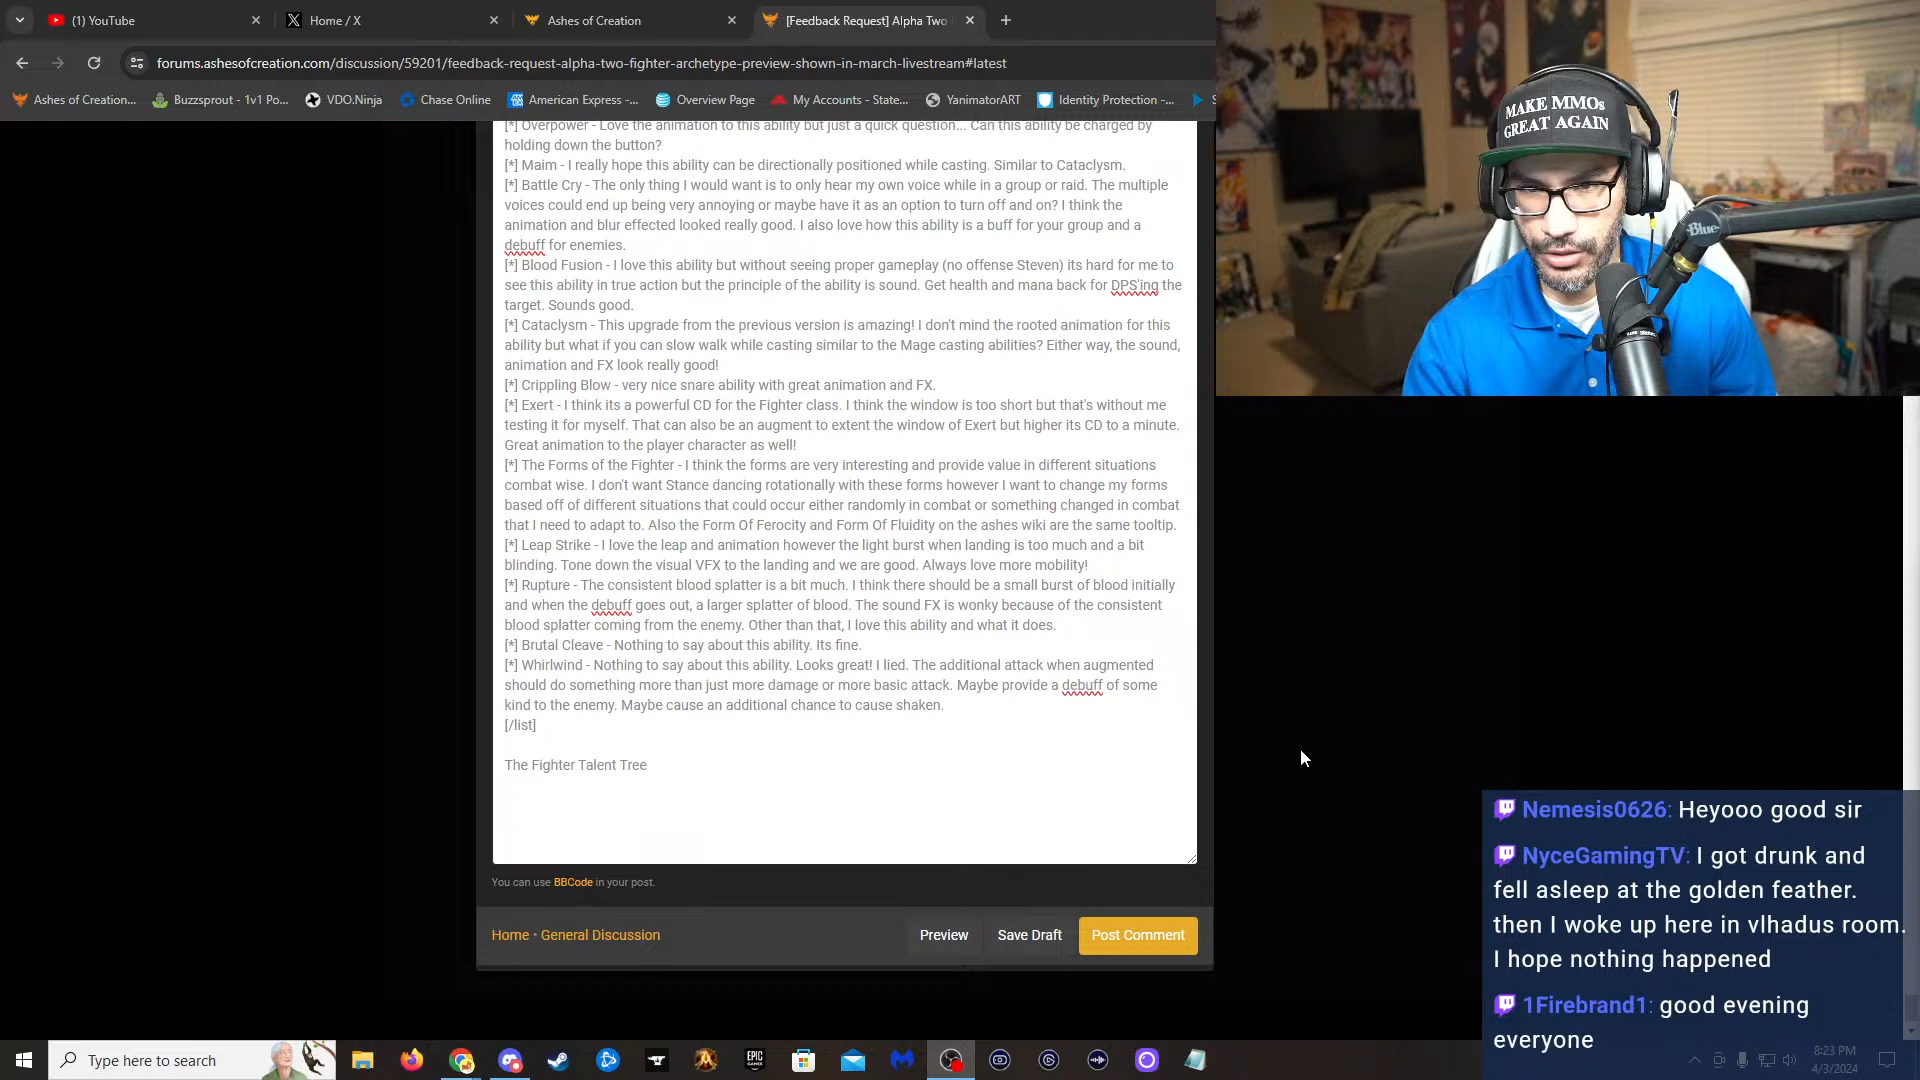 (1) YouTube
Home / X
Ashes of Creation
[Feedback Request] Alpha Two
forums.ashesofcreation.com/discussion/59201/feedback-request-alpha-two-fighter-archetype-preview-shown-in-march-livestream#latest
Ashes of Creation...
Buzzsprout - 1v1 Po...
VDO.Ninja
Chase Online
American Express -...
Overview Page
My Accounts - State...
YanimatorART
Identity Protection -...
MAKE MMOs
GREAT AGAIN
Blue
[*] Overpower - Love the animation to this ability but just a quick question... Can this ability be charged by
holding down the button?
[*] Maim - I really hope this ability can be directionally positioned while casting. Similar to Cataclysm.
[*] Battle Cry - The only thing I would want is to only hear my own voice while in a group or raid. The multiple
voices could end up being very annoying or maybe have it as an option to turn off and on? I think the
animation and blur effected looked really good. I also love how this ability is a buff for your group and a
debuff for enemies.
[*] Blood Fusion - I love this ability but without seeing proper gameplay (no offense Steven) its hard for me to
see this ability in true action but the principle of the ability is sound. Get health and mana back for DPS'ing the
target. Sounds good.
[*] Cataclysm - This upgrade from the previous version is amazing! I don't mind the rooted animation for this
ability but what if you can slow walk while casting similar to the Mage casting abilities? Either way, the sound,
animation and FX look really good!
[*] Crippling Blow - very nice snare ability with great animation and FX.
[*] Exert - I think its a powerful CD for the Fighter class. I think the window is too short but that's without me
testing it for myself. That can also be an augment to extent the window of Exert but higher its CD to a minute.
Great animation to the player character as well!
[*] The Forms of the Fighter - I think the forms are very interesting and provide value in different situations
combat wise. I don't want Stance dancing rotationally with these forms however I want to change my forms
based off of different situations that could occur either randomly in combat or something changed in combat
that I need to adapt to. Also the Form Of Ferocity and Form Of Fluidity on the ashes wiki are the same tooltip.
[*] Leap Strike - I love the leap and animation however the light burst when landing is too much and a bit
blinding. Tone down the visual VFX to the landing and we are good. Always love more mobility!
[*] Rupture - The consistent blood splatter is a bit much. I think there should be a small burst of blood initially
and when the debuff goes out, a larger splatter of blood. The sound FX is wonky because of the consistent
blood splatter coming from the enemy. Other than that, I love this ability and what it does.
[*] Brutal Cleave - Nothing to say about this ability. Its fine.
[*] Whirlwind - Nothing to say about this ability. Looks great! I lied. The additional attack when augmented
should do something more than just more damage or more basic attack. Maybe provide a debuff of some
kind to the enemy. Maybe cause an additional chance to cause shaken.
[/list]
The Fighter Talent Tree
You can use BBCode in your post.
Home • General Discussion
Preview
Save Draft
Post Comment
Nemesis0626: Heyooo good sir
NyceGamingTV: I got drunk and
fell asleep at the golden feather.
then I woke up here in vlhadus room.
I hope nothing happened
1Firebrand1: good evening
everyone
Type here to search
EPIC
GAMES
8:23 PM
4/3/2024